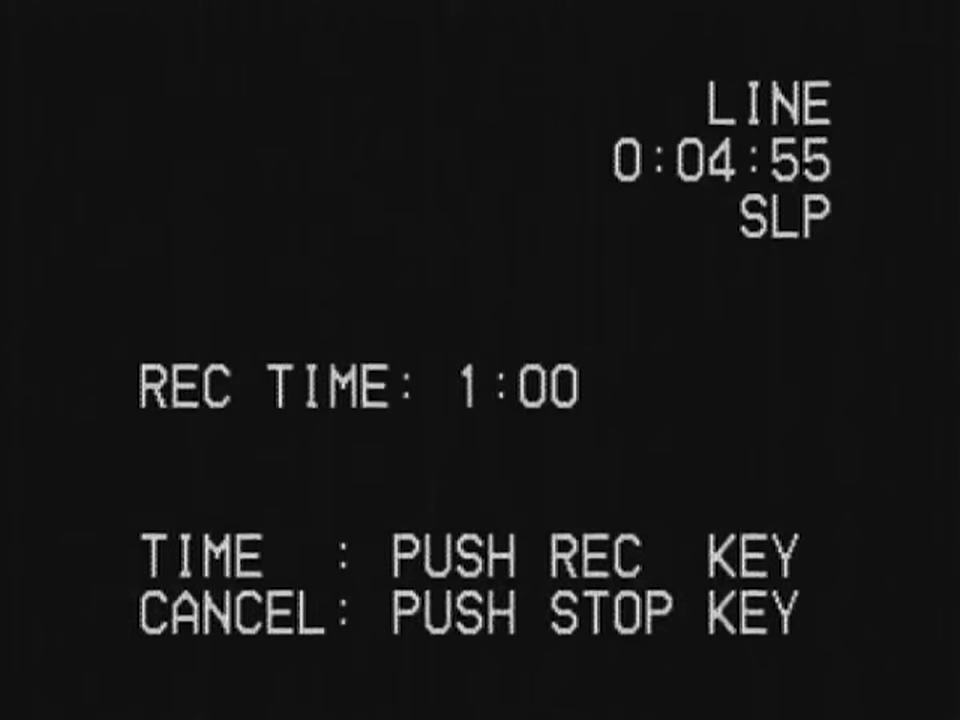 LINE
0:04:55
SLP
REC TIME: 1:00
TIME : PUSH REC KEY
CANCEL: PUSH STOP KEY